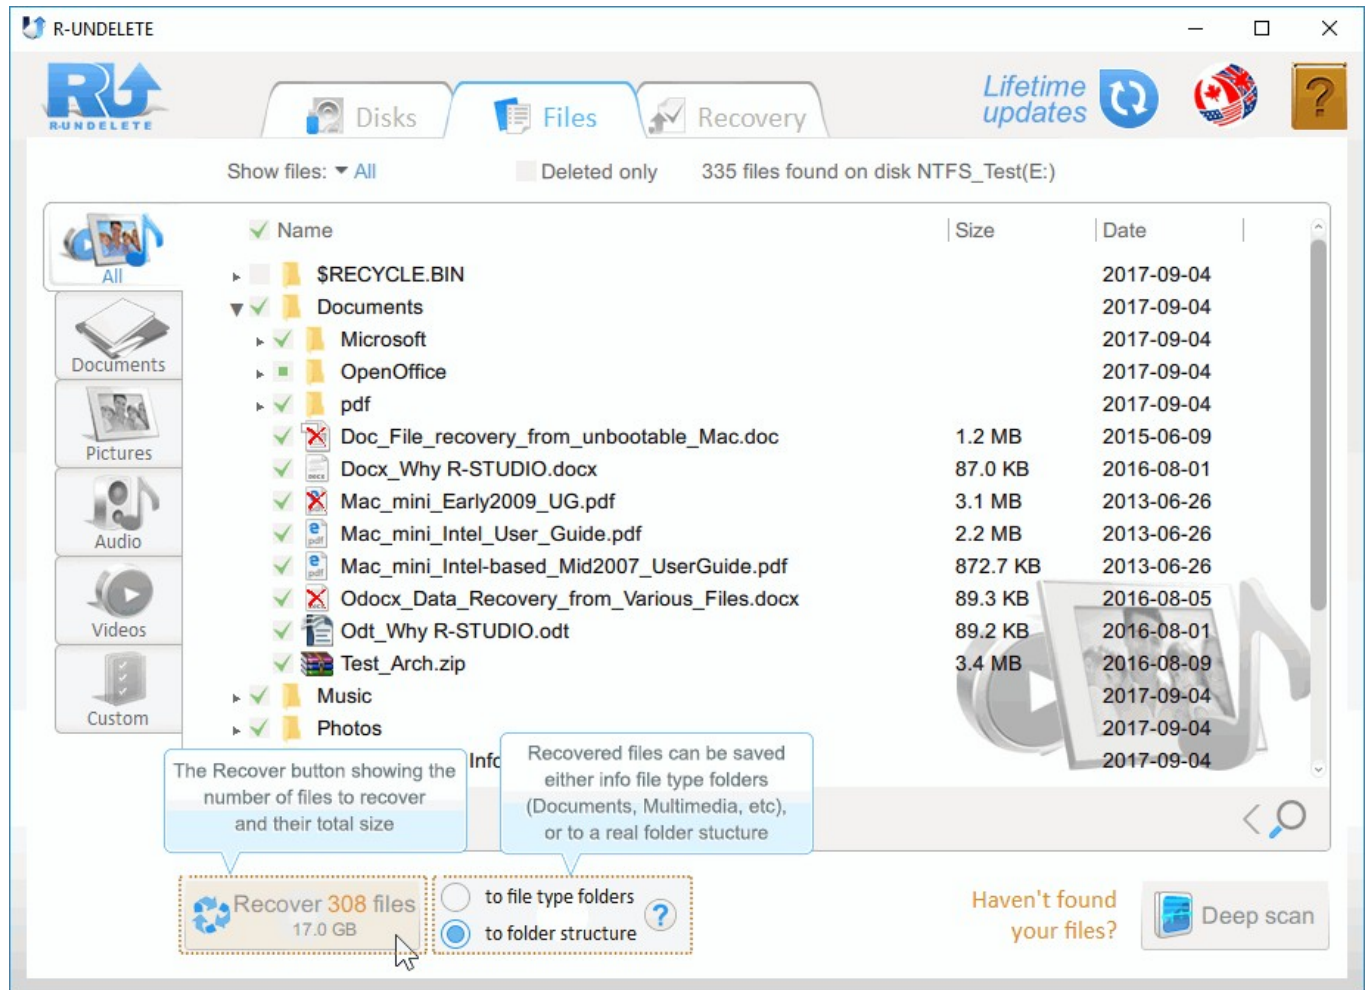 R-UNDELETE
R-UNDELETE
Disks
Files
Recovery
Lifetime
updates
Show files: All
Deleted only
335 files found on disk NTFS_Test(E:)
Name Size Date
All
Documents
Pictures
Audio
Videos
Custom
$RECYCLE.BIN 2017-09-04
Documents 2017-09-04
Microsoft 2017-09-04
OpenOffice 2017-09-04
pdf 2017-09-04
Doc_File_recovery_from_unbootable_Mac.doc 1.2 MB 2015-06-09
Docx_Why R-STUDIO.docx 87.0 KB 2016-08-01
Mac_mini_Early2009_UG.pdf 3.1 MB 2013-06-26
Mac_mini_Intel_User_Guide.pdf 2.2 MB 2013-06-26
Mac_mini_Intel-based_Mid2007_UserGuide.pdf 872.7 KB 2013-06-26
Odocx_Data_Recovery_from_Various_Files.docx 89.3 KB 2016-08-05
Odt_Why R-STUDIO.odt 89.2 KB 2016-08-01
Test_Arch.zip 3.4 MB 2016-08-09
Music 2017-09-04
Photos 2017-09-04
2017-09-04
The Recover button showing the
number of files to recover
and their total size
Recovered files can be saved
either info file type folders
(Documents, Multimedia, etc),
or to a real folder stucture
Recover 308 files
17.0 GB
to file type folders
to folder structure
?
Haven't found
your files?
Deep scan